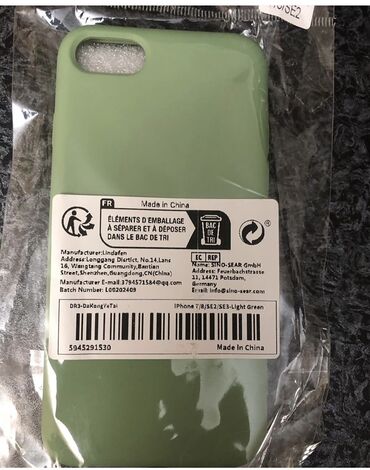 /8/SE2
FR
Made in China
ÉLÉMENTS D'EMBALLAGE
À SÉPARER ET À DÉPOSER
DANS LE BAC DE TRI
BAC
DE
TRI
Manufacturer:Lindafen
Address:Longgang District, No.14,Lane
16, Wangtang Community,Bantian
Street,Shenzhen,Guangdong,CN(China)
Manufacturer E-mail:3794571584@qq.com
Batch Number: L00202409
EC REP
Name: SINO-SEAR GmbH
Address: Feuerbachstrasse
11, 14471 Potsdam,
Germany
info@sino-sear.com
DR3-DaKongYeTai
IPhone 7/8/SE2/SE3-Light Green
5945291530
Made In China